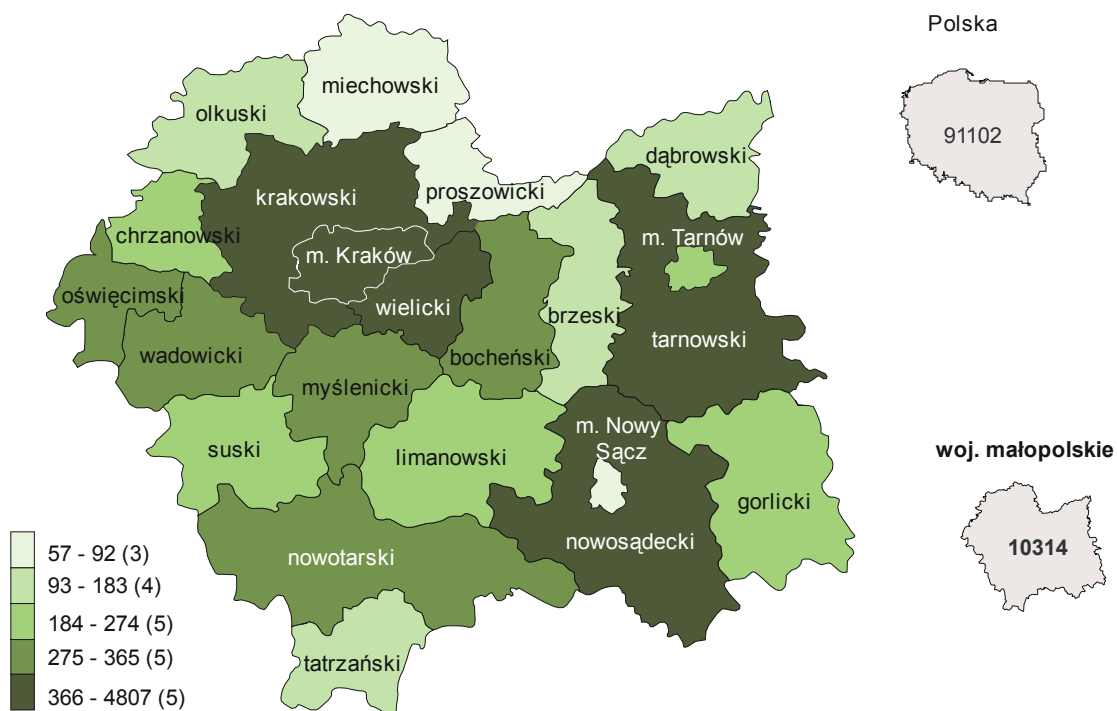 Polska
91102
miechowski
olkuski
dąbrowski
proszowicki
krakowski
chrzanowski
m. Tarnów
m. Kraków
oświęcimski
wielicki
brzeski
tarnowski
wadowicki
bocheński
myślenicki
m. Nowy
Sącz
suski
limanowski
woj. małopolskie
gorlicki
10314
nowosądecki
nowotarski
tatrzański
57 - 92 (3)
93 - 183 (4)
184 - 274 (5)
275 - 365 (5)
366 - 4807 (5)